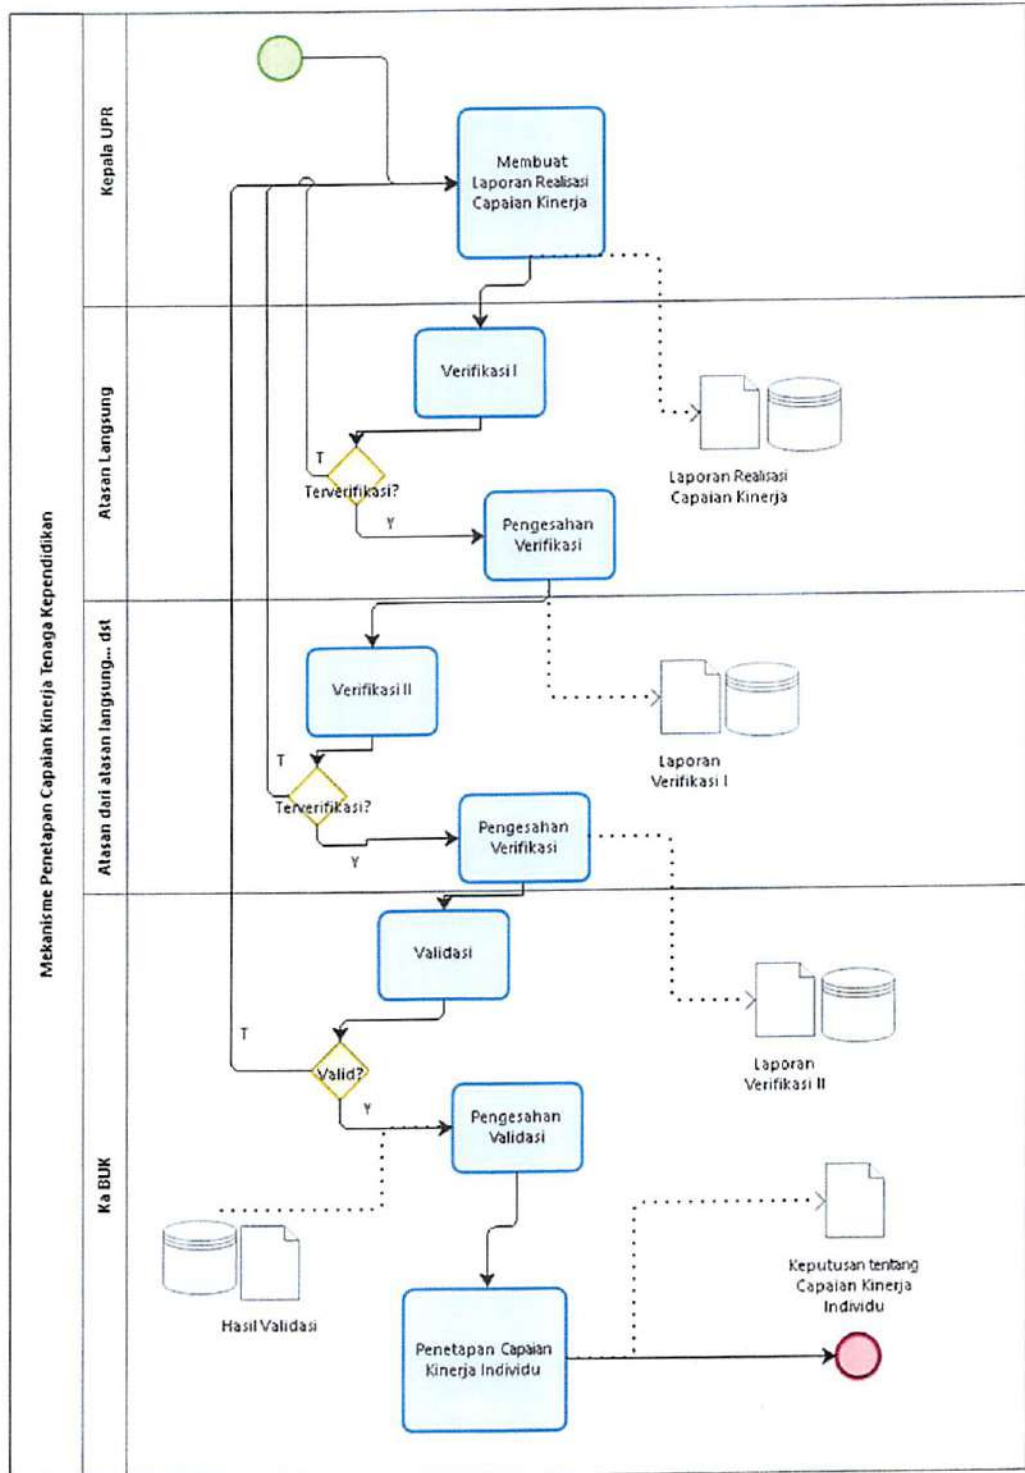 Mekanisme Penetapan Capaian Kinerja Tenaga Kependidikan
Kepala UPR
Membuat
Laporan Realisasi
Capaian Kinerja
Atasan Langsung
Verifikasi I
T
Terverifikasi?
Y
Pengesahan
Verifikasi
Laporan Realisasi
Capaian Kinerja
Atasan dari atasan langsung... dst
Verifikasi II
T
Terverifikasi?
Y
Pengesahan
Verifikasi
Laporan
Verifikasi I
Ka BUK
Validasi
T
Valid?
Y
Pengesahan
Validasi
Laporan
Verifikasi II
Hasil Validasi
Penetapan Capaian
Kinerja Individu
Keputusan tentang
Capaian Kinerja
Individu